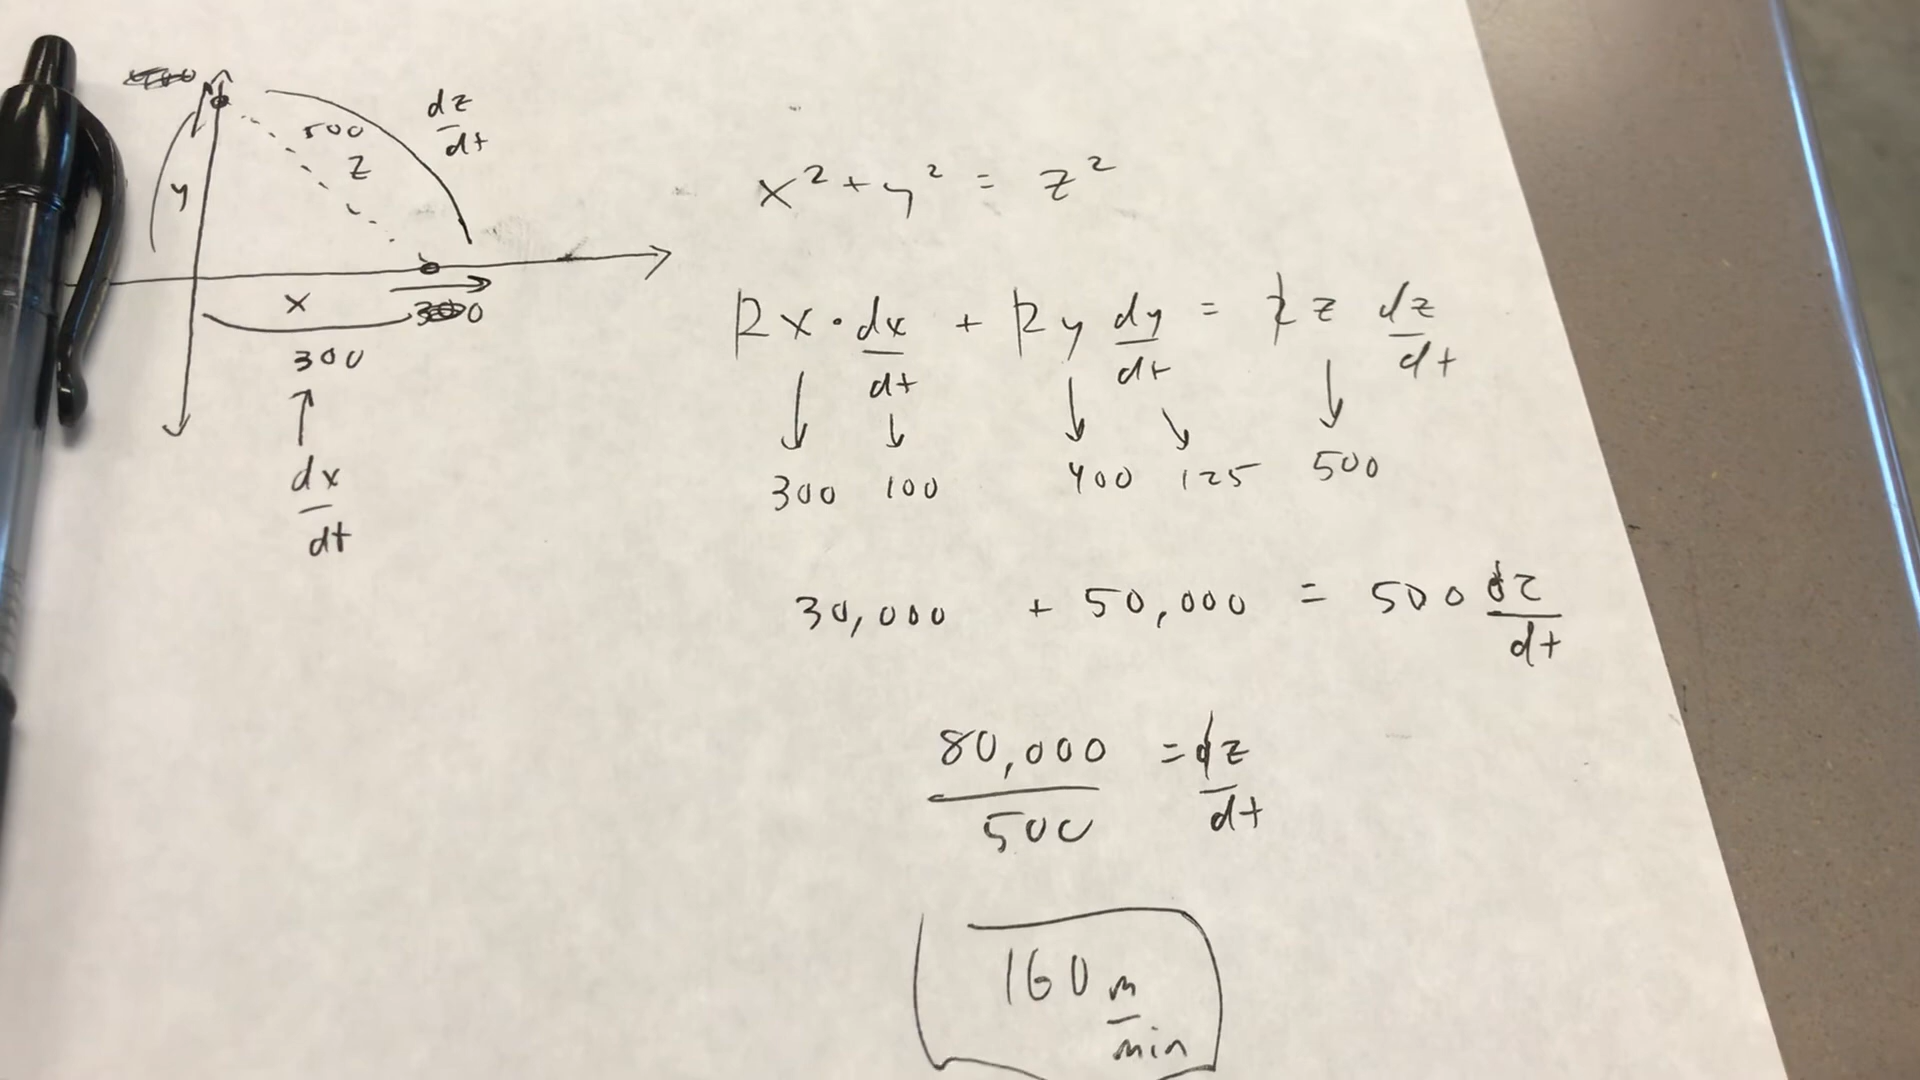 500
dz
dt
z
y
x
300
dx
dt
x² + y² = z²
2x · dx/dt + 2y dy/dt = 2z dz/dt
300 100 400 125 500
30,000 + 50,000 = 500 dz/dt
80,000/500 = dz/dt
160 m/min